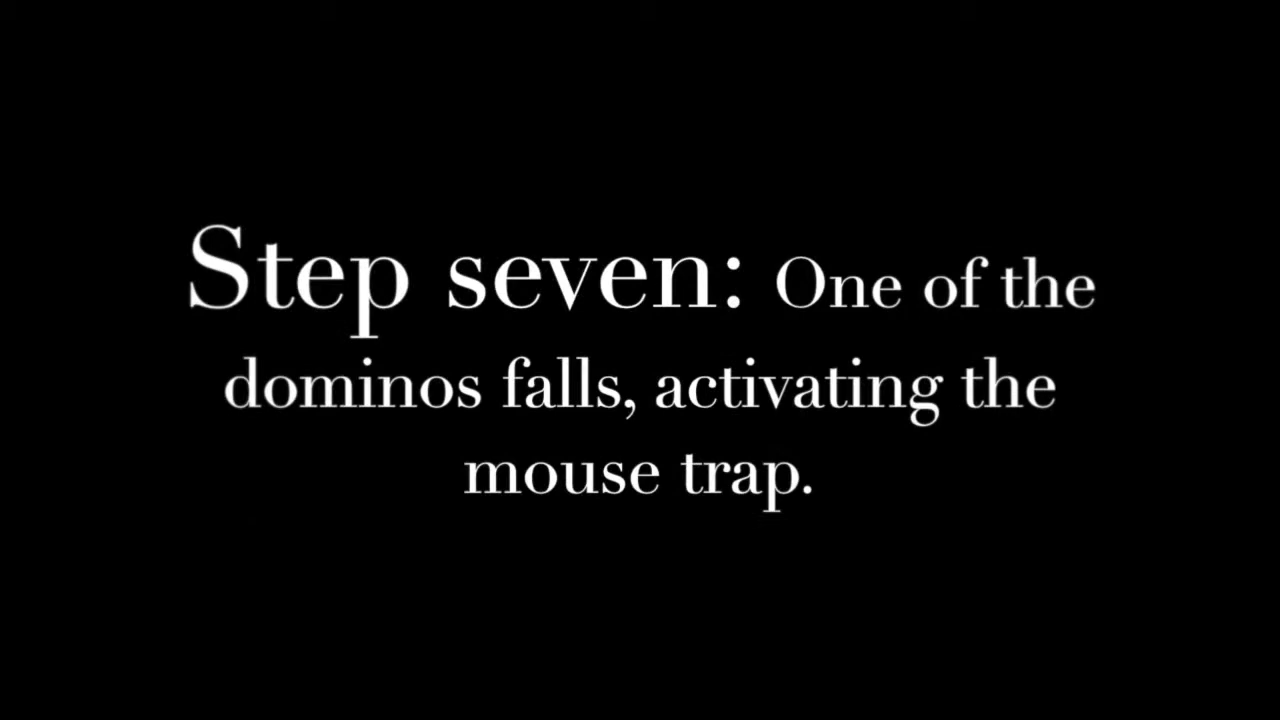 Step seven: One of the
dominos falls, activating the
mouse trap.